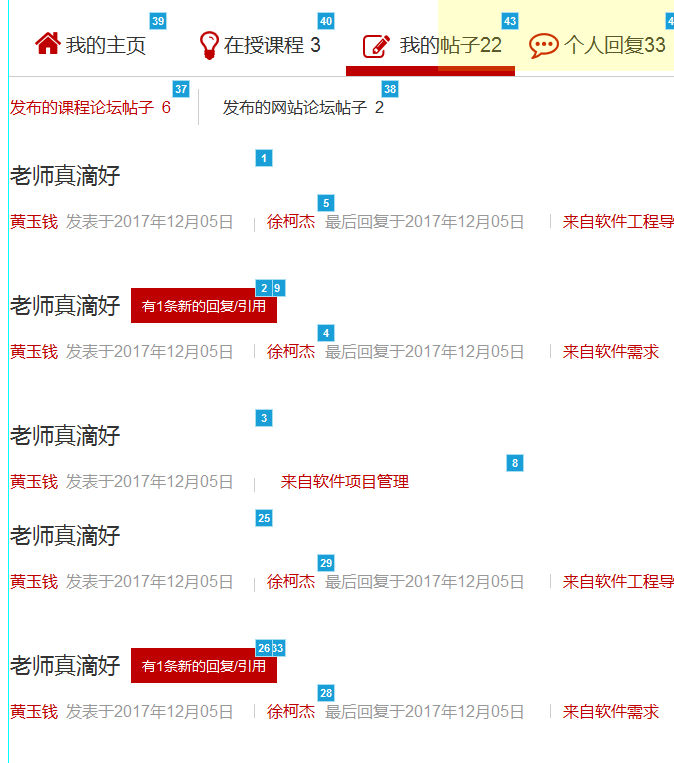 39 40 43 4
我的主页 在授课程 3 我的帖子22 个人回复33
37 38
发布的课程论坛帖子 6 发布的网站论坛帖子 2
1
老师真滴好
5
黄玉钱 发表于2017年12月05日 徐柯杰 最后回复于2017年12月05日 来自软件工程导
2 9
老师真滴好 有1条新的回复/引用
4
黄玉钱 发表于2017年12月05日 徐柯杰 最后回复于2017年12月05日 来自软件需求
3
老师真滴好
8
黄玉钱 发表于2017年12月05日 来自软件项目管理
25
老师真滴好
29
黄玉钱 发表于2017年12月05日 徐柯杰 最后回复于2017年12月05日 来自软件工程导
26 33
老师真滴好 有1条新的回复/引用
28
黄玉钱 发表于2017年12月05日 徐柯杰 最后回复于2017年12月05日 来自软件需求